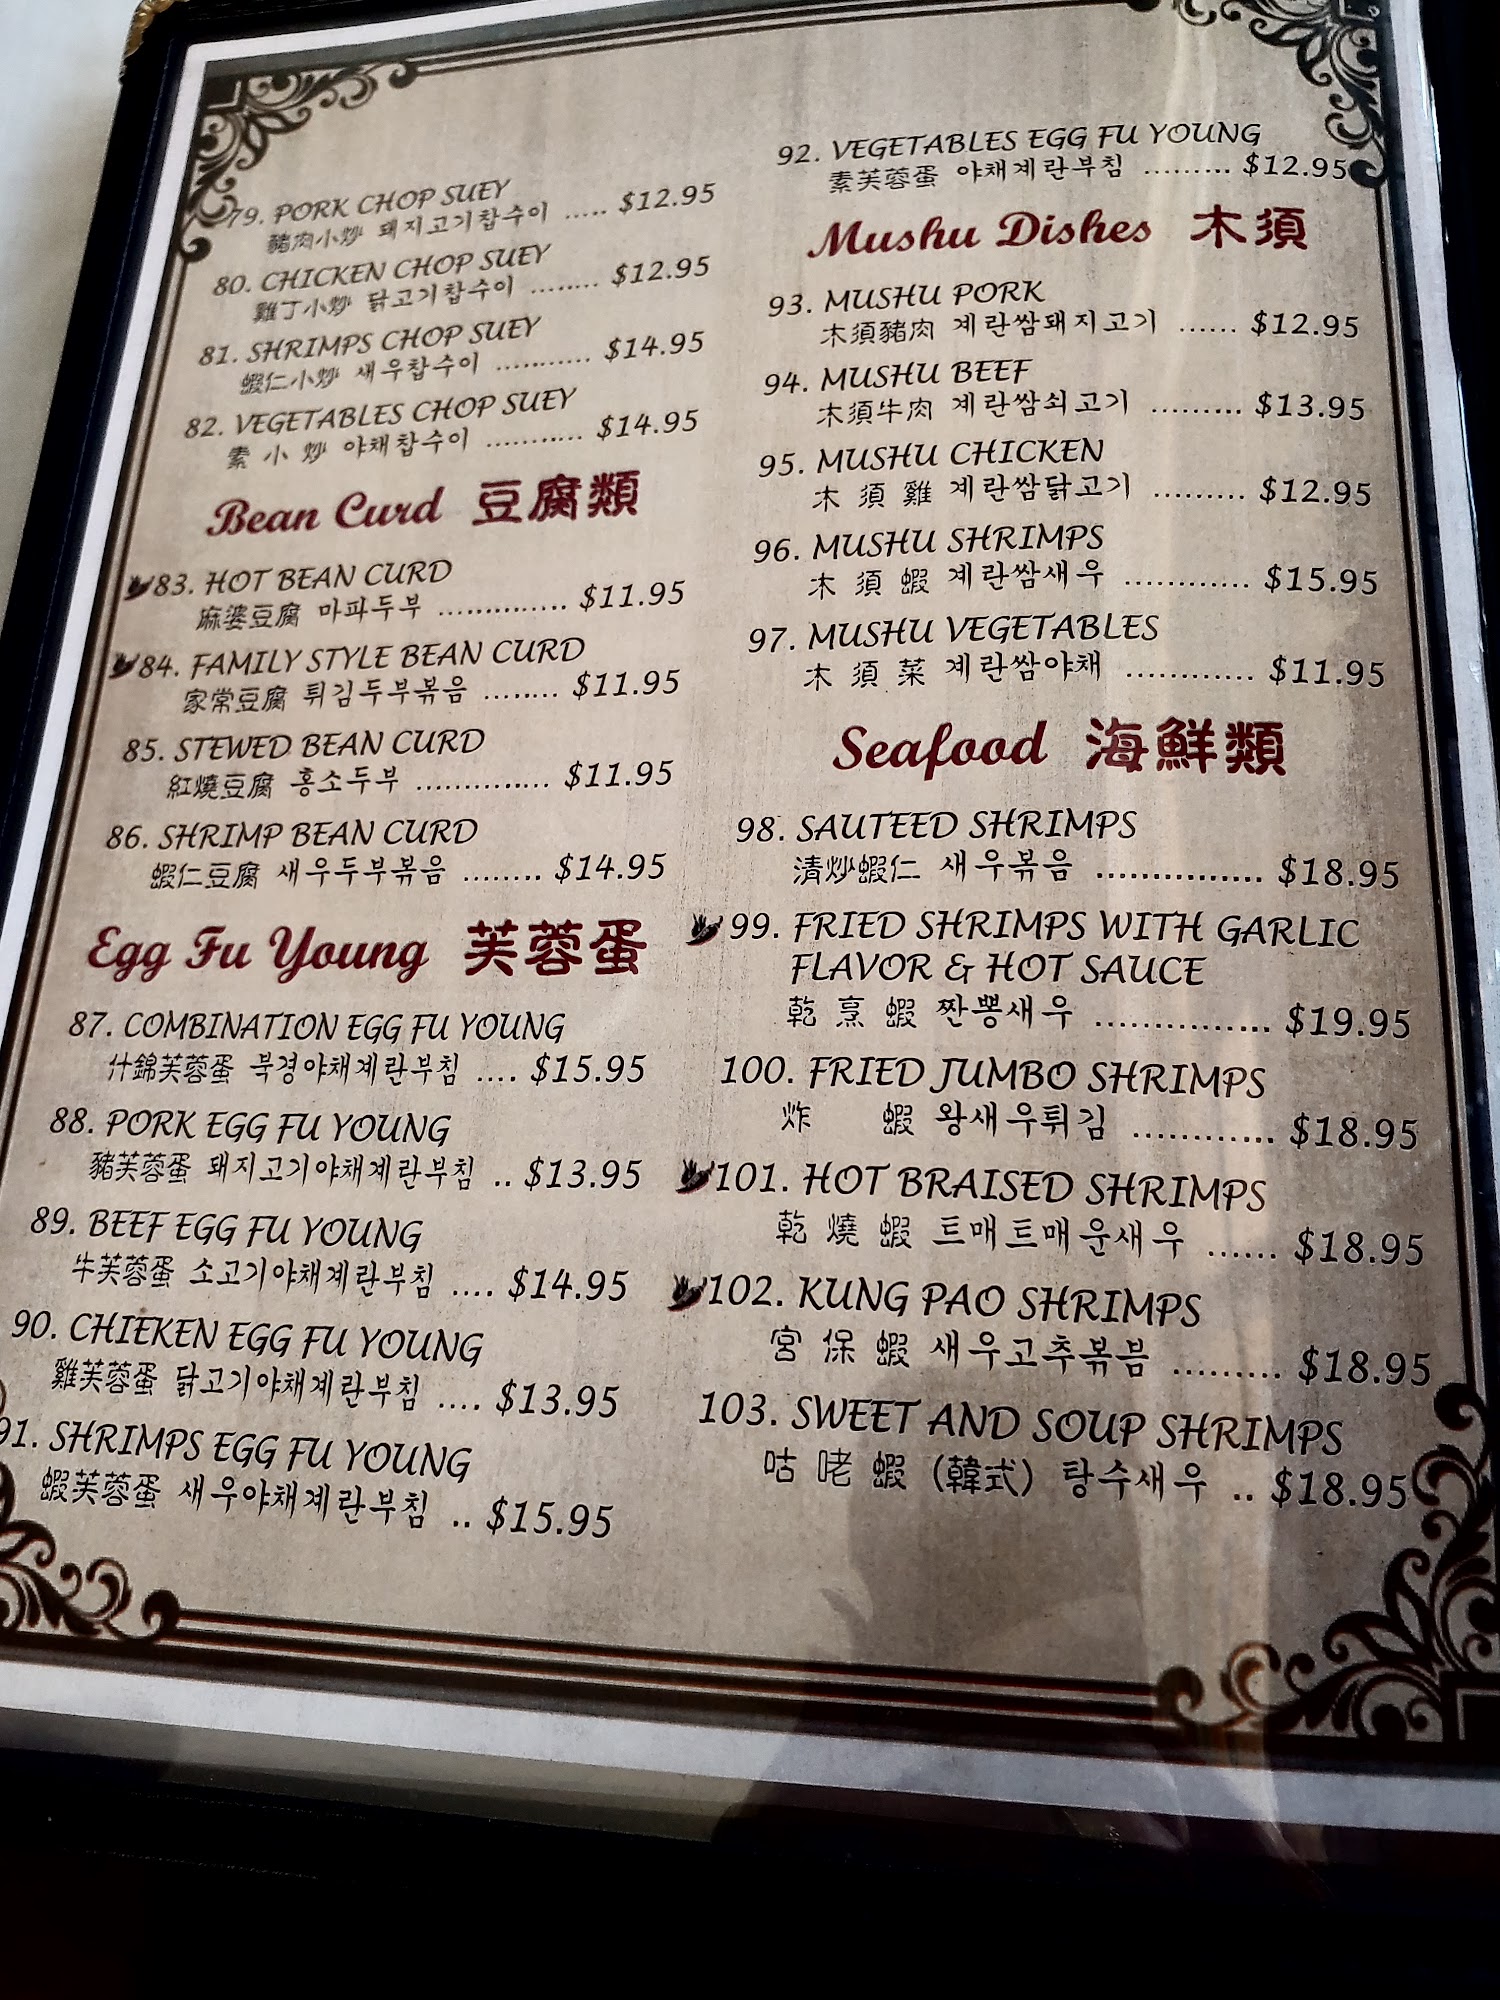 79. PORK CHOP SUEY
豬肉小炒 돼지고기찹수이 ..... $12.95
80. CHICKEN CHOP SUEY
雞丁小炒 닭고기찹수이 ......... $12.95
81. SHRIMPS CHOP SUEY
蝦仁小炒 새우찹수이 ............ $14.95
82. VEGETABLES CHOP SUEY
素 小 炒 야채찹수이 ............ $14.95
Bean Curd 豆腐類
83. HOT BEAN CURD
麻婆豆腐 마파두부 .............. $11.95
84. FAMILY STYLE BEAN CURD
家常豆腐 튀김두부볶음 ......... $11.95
85. STEWED BEAN CURD
紅燒豆腐 홍소두부 .............. $11.95
86. SHRIMP BEAN CURD
蝦仁豆腐 새우두부볶음 ........ $14.95
Egg Fu Young 芙蓉蛋
87. COMBINATION EGG FU YOUNG
什錦芙蓉蛋 북경야채계란부침 .... $15.95
88. PORK EGG FU YOUNG
豬芙蓉蛋 돼지고기야채계란부침 .. $13.95
89. BEEF EGG FU YOUNG
牛芙蓉蛋 소고기야채계란부침 .... $14.95
90. CHIEKEN EGG FU YOUNG
雞芙蓉蛋 닭고기야채계란부침 .... $13.95
91. SHRIMPS EGG FU YOUNG
蝦芙蓉蛋 새우야채계란부침 .. $15.95
92. VEGETABLES EGG FU YOUNG
素芙蓉蛋 야채계란부침 ......... $12.95
Mushu Dishes 木須
93. MUSHU PORK
木須豬肉 계란쌈돼지고기 ...... $12.95
94. MUSHU BEEF
木須牛肉 계란쌈쇠고기 ......... $13.95
95. MUSHU CHICKEN
木 須 雞 계란쌈닭고기 ......... $12.95
96. MUSHU SHRIMPS
木 須 蝦 계란쌈새우 ............ $15.95
97. MUSHU VEGETABLES
木 須 菜 계란쌈야채 ............ $11.95
Seafood 海鮮類
98. SAUTEED SHRIMPS
清炒蝦仁 새우볶음 ............... $18.95
99. FRIED SHRIMPS WITH GARLIC
FLAVOR & HOT SAUCE
乾 烹 蝦 깐뽕새우 ............... $19.95
100. FRIED JUMBO SHRIMPS
炸 蝦 왕새우튀김 ............ $18.95
101. HOT BRAISED SHRIMPS
乾 燒 蝦 트매트매운새우 ...... $18.95
102. KUNG PAO SHRIMPS
宮 保 蝦 새우고추볶븜 ......... $18.95
103. SWEET AND SOUP SHRIMPS
咕 咾 蝦 (韓式) 탕수새우 .. $18.95